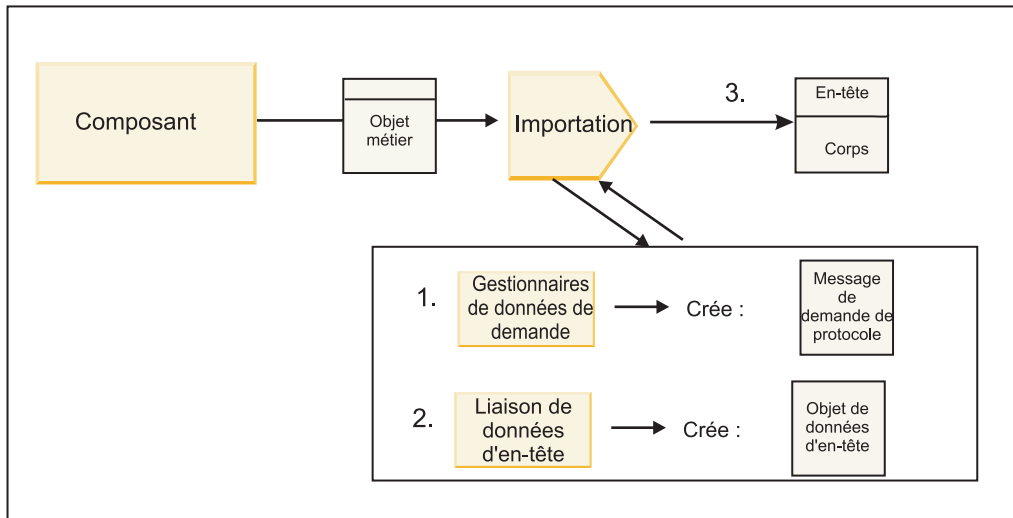 Composant
Objet
métier
Importation
3.
En-tête
Corps
1.
Gestionnaires
de données de
demande
Crée :
Message
de
demande de
protocole
2.
Liaison de
données
d'en-tête
Crée :
Objet de
données
d'en-tête